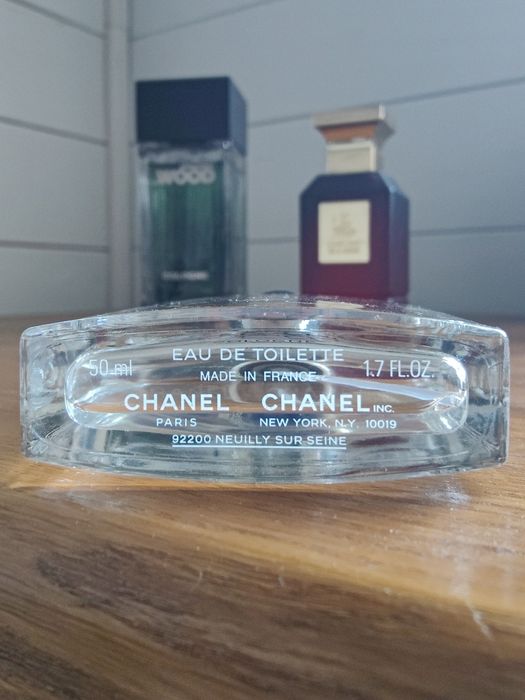 WOOD
EAU DE TOILETTE
50 ml
1.7 FL.OZ.
MADE IN FRANCE
CHANEL CHANEL INC.
PARIS NEW YORK, N.Y. 10019
92200 NEUILLY SUR SEINE